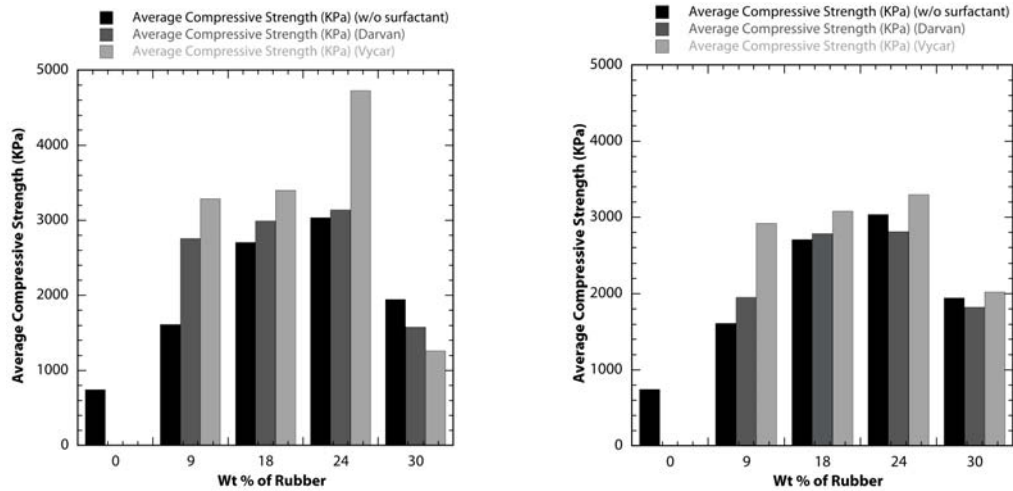 Average Compressive Strength (KPa) (w/o surfactant)
Average Compressive Strength (KPa) (Darvan)
Average Compressive Strength (KPa) (Vycar)
5000
4000
3000
2000
1000
0
Average Compressive Strength (KPa)
0 9 18 24 30
Wt % of Rubber
Average Compressive Strength (KPa) (w/o surfactant)
Average Compressive Strength (KPa) (Darvan)
Average Compressive Strength (KPa) (Vycar)
5000
4000
3000
2000
1000
0
Average Compressive Strength (KPa)
0 9 18 24 30
Wt % of Rubber